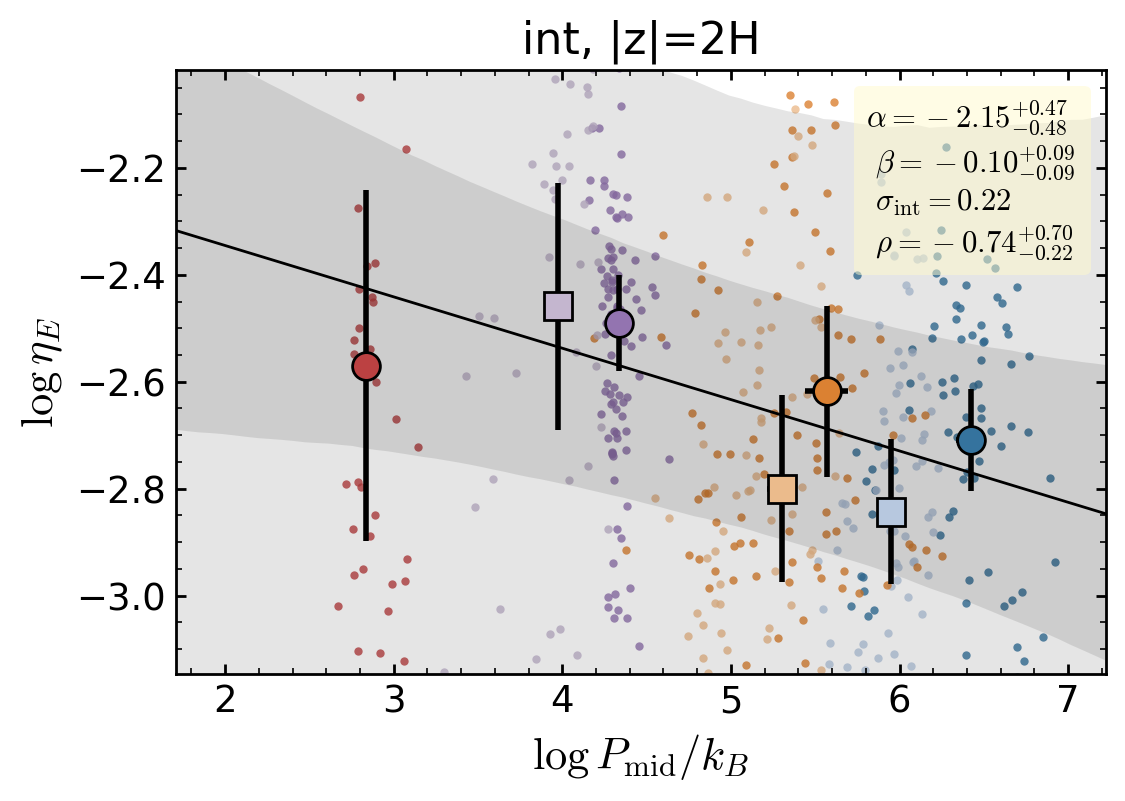 int, |z|=2H
α = − 2.15^{+0.47}_{−0.48}
β = − 0.10^{+0.09}_{−0.09}
σ_int = 0.22
ρ = − 0.74^{+0.70}_{−0.22}
log η_E
−2.2
−2.4
−2.6
−2.8
−3.0
2 3 4 5 6 7
log P_mid/k_B